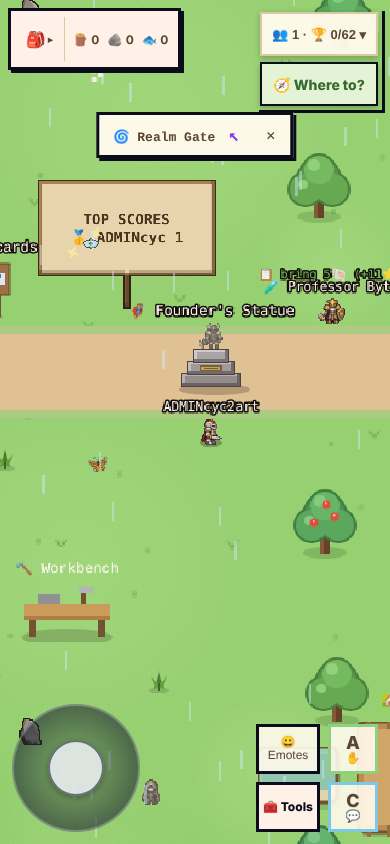 0 0 0
1 · 0/62
Where to?
Realm Gate ×
TOP SCORES
ADMINcyc 1
cards
bring 5 (+11
Professor Byt
Founder's Statue
ADMINcyc2art
Workbench
Emotes
A
Tools
C